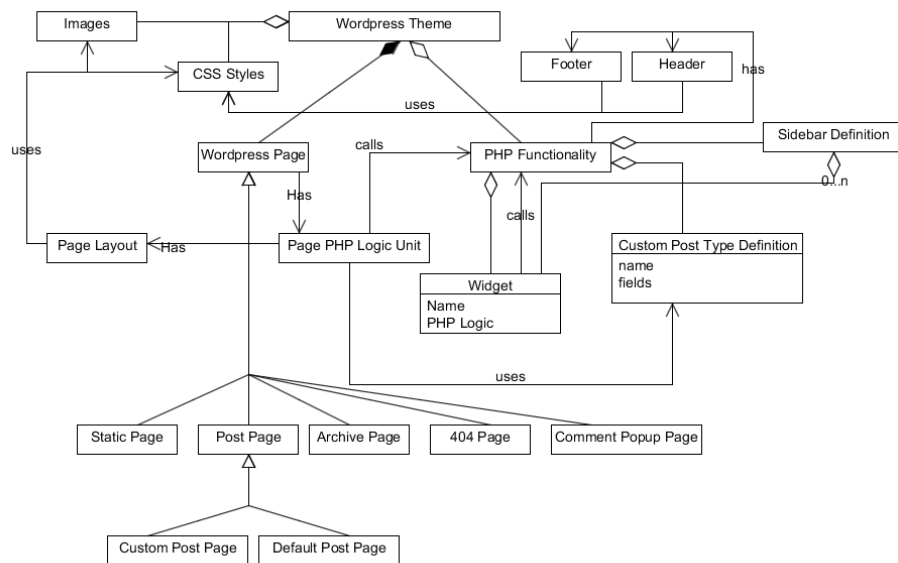 Images
Wordpress Theme
CSS Styles
Footer
Header
has
uses
Sidebar Definition
uses
Wordpress Page
calls
PHP Functionality
Has
0...n
calls
Page Layout
Has
Page PHP Logic Unit
Custom Post Type Definition
name
fields
Widget
Name
PHP Logic
uses
Static Page
Post Page
Archive Page
404 Page
Comment Popup Page
Custom Post Page
Default Post Page